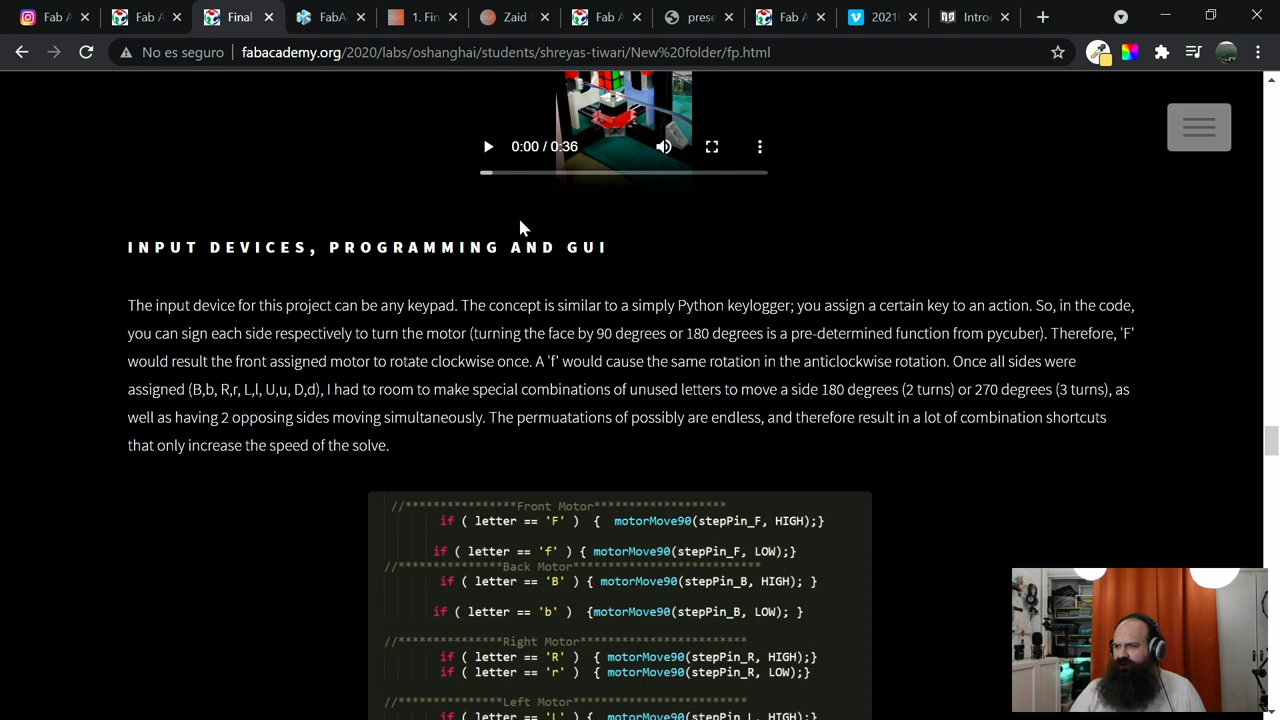 Fab A
Fab A
Final
FabAc
1. Fin
Zaid
Fab A
prese
Fab A
2021
Intro
No es seguro
fabacademy.org/2020/labs/oshanghai/students/shreyas-tiwari/New%20folder/fp.html
0:00 / 0:36
INPUT DEVICES, PROGRAMMING AND GUI
The input device for this project can be any keypad. The concept is similar to a simply Python keylogger; you assign a certain key to an action. So, in the code,
you can sign each side respectively to turn the motor (turning the face by 90 degrees or 180 degrees is a pre-determined function from pycuber). Therefore, 'F'
would result the front assigned motor to rotate clockwise once. A 'f' would cause the same rotation in the anticlockwise rotation. Once all sides were
assigned (B,b, R,r, L,l, U,u, D,d), I had to room to make special combinations of unused letters to move a side 180 degrees (2 turns) or 270 degrees (3 turns), as
well as having 2 opposing sides moving simultaneously. The permuatations of possibly are endless, and therefore result in a lot of combination shortcuts
that only increase the speed of the solve.
//****************Front Motor*******************
if ( letter == 'F' ) { motorMove90(stepPin_F, HIGH);}
if ( letter == 'f' ) { motorMove90(stepPin_F, LOW);}
//***************Back Motor**************************
if ( letter == 'B' ) { motorMove90(stepPin_B, HIGH); }
if ( letter == 'b' ) {motorMove90(stepPin_B, LOW); }
//***************Right Motor************************
if ( letter == 'R' ) { motorMove90(stepPin_R, HIGH);}
if ( letter == 'r' ) { motorMove90(stepPin_R, LOW);}
//***************Left Motor*************************
if ( letter == 'L' ) { motorMove90(stepPin_L, HIGH);}